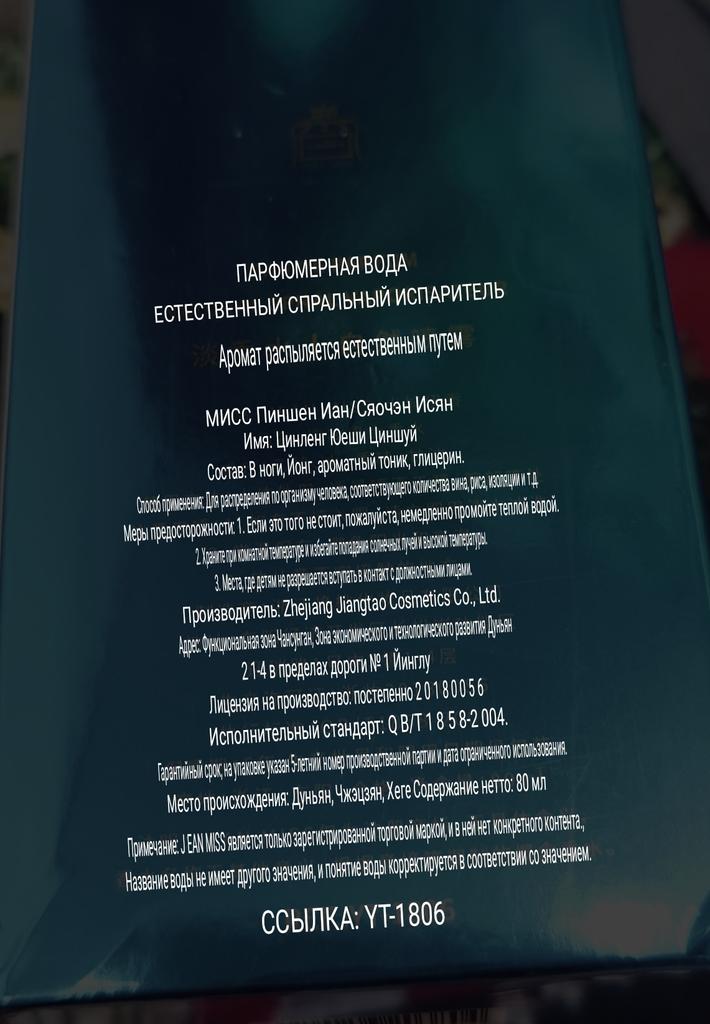 ПАРФЮМЕРНАЯ ВОДА
ЕСТЕСТВЕННЫЙ СПРАЛЬНЫЙ ИСПАРИТЕЛЬ
Аромат распыляется естественным путем
МИСС Пиншен Иан/Сяочэн Исян
Имя: Цинленг Юеши Циншуй
Состав: В ноги, Йонг, ароматный тоник, глицерин.
Способ применения: Для распределения по организму человека, соответствующего количества вина, риса, изоляции и т.д.
Меры предосторожности: 1. Если это того не стоит, пожалуйста, немедленно промойте теплой водой.
2. Храните при комнатной температуре и избегайте попадания солнечных лучей и высокой температуры.
3. Места, где детям не разрешается вступать в контакт с должностными лицами.
Производитель: Zhejiang Jiangtao Cosmetics Co., Ltd.
Адрес: Функциональная зона Чансунган, Зона экономического и технологического развития Дуньян
2 1-4 в пределах дороги № 1 Йинглу
Лицензия на производство: постепенно 2 0 1 8 0 0 5 6
Исполнительный стандарт: Q B/T 1 8 5 8-2 004.
Гарантийный срок; на упаковке указан 5-летний номер производственной партии и дата ограниченного использования.
Место происхождения: Дуньян, Чжэцзян, Хеге Содержание нетто: 80 мл
Примечание: J EAN MISS является только зарегистрированной торговой маркой, и в ней нет конкретного контента.,
Название воды не имеет другого значения, и понятие воды корректируется в соответствии со значением.
ССЫЛКА: YT-1806